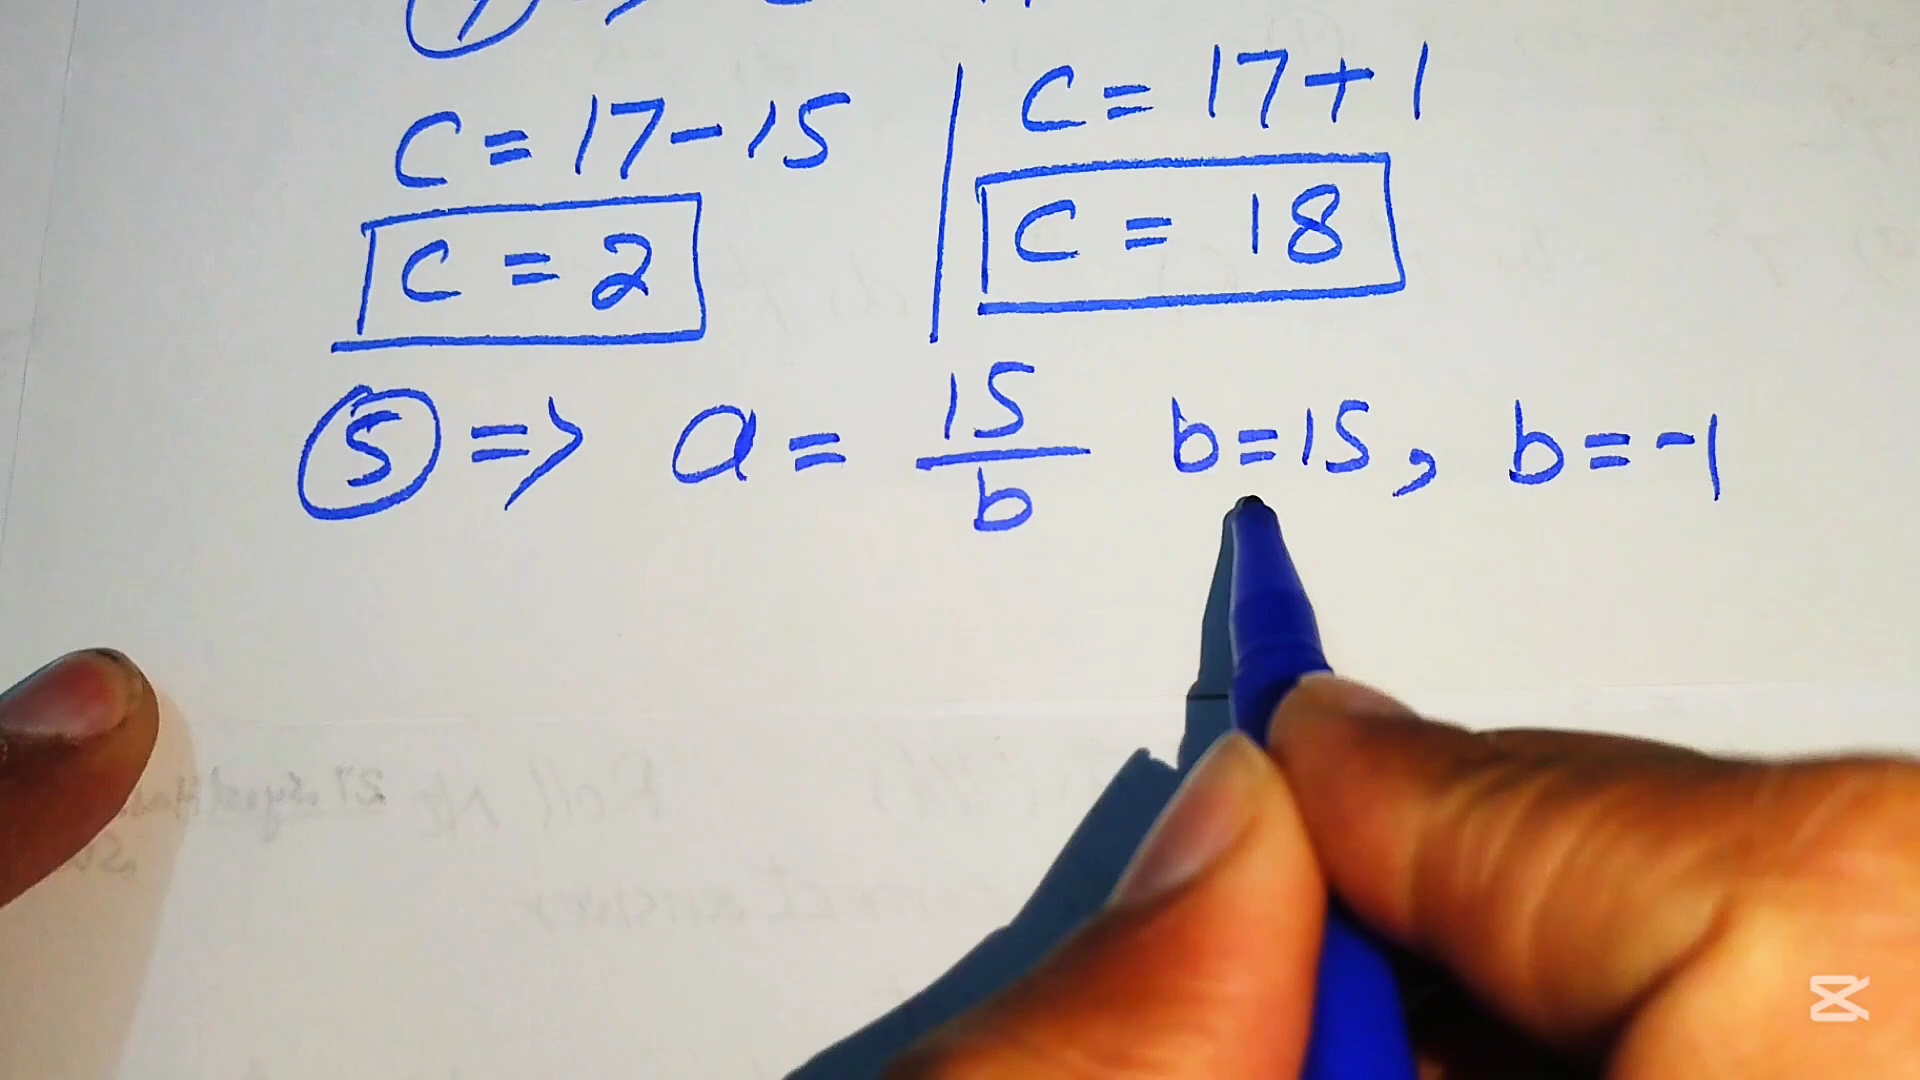 C = 17 - 15
C = 2
C = 17 + 1
C = 18
5 => a = 15/b b = 15, b = -1